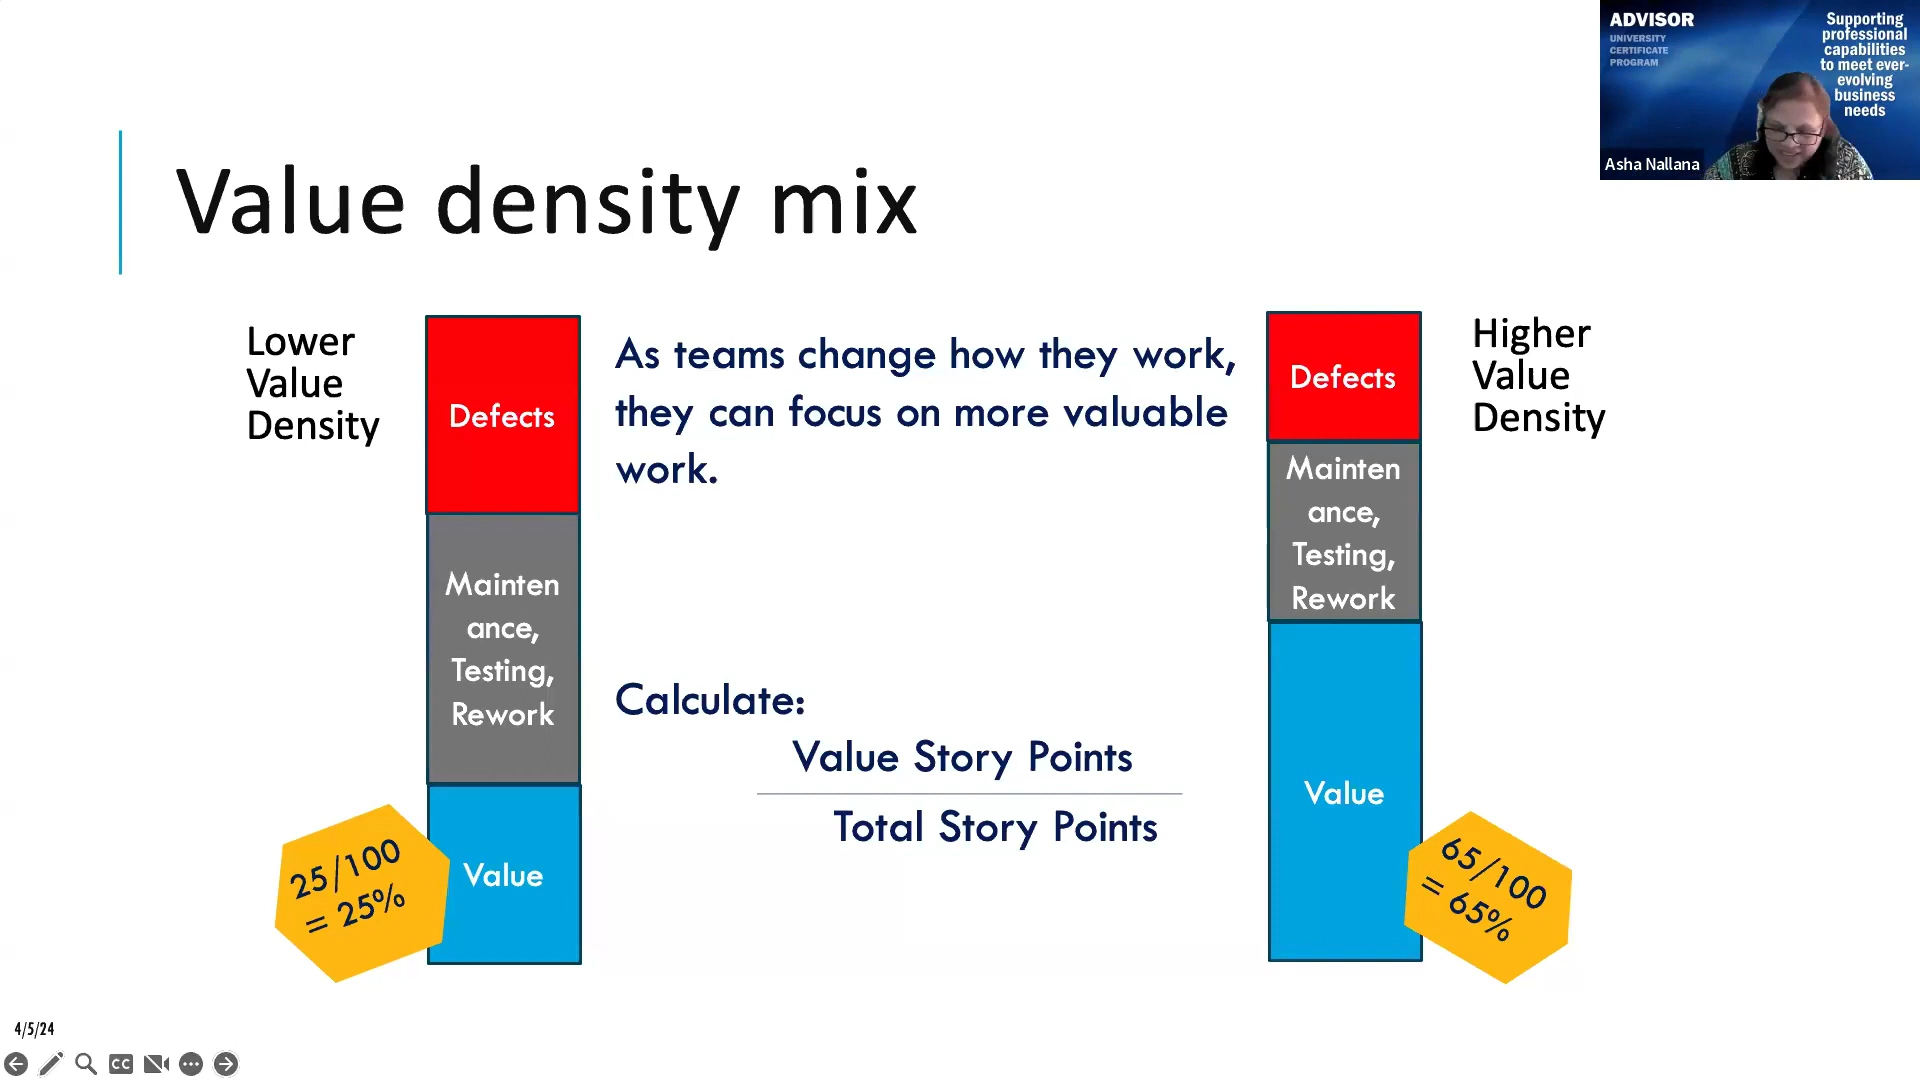 ADVISOR
UNIVERSITY
CERTIFICATE
PROGRAM
Supporting
professional
capabilities
to meet ever-
evolving
business
needs
Asha Nallana
Value density mix
Lower
Value
Density
Defects
Mainten
ance,
Testing,
Rework
Value
25/100
= 25%
As teams change how they work,
they can focus on more valuable
work.
Calculate:
Value Story Points
Total Story Points
Defects
Mainten
ance,
Testing,
Rework
Value
Higher
Value
Density
65/100
= 65%
4/5/24
CC